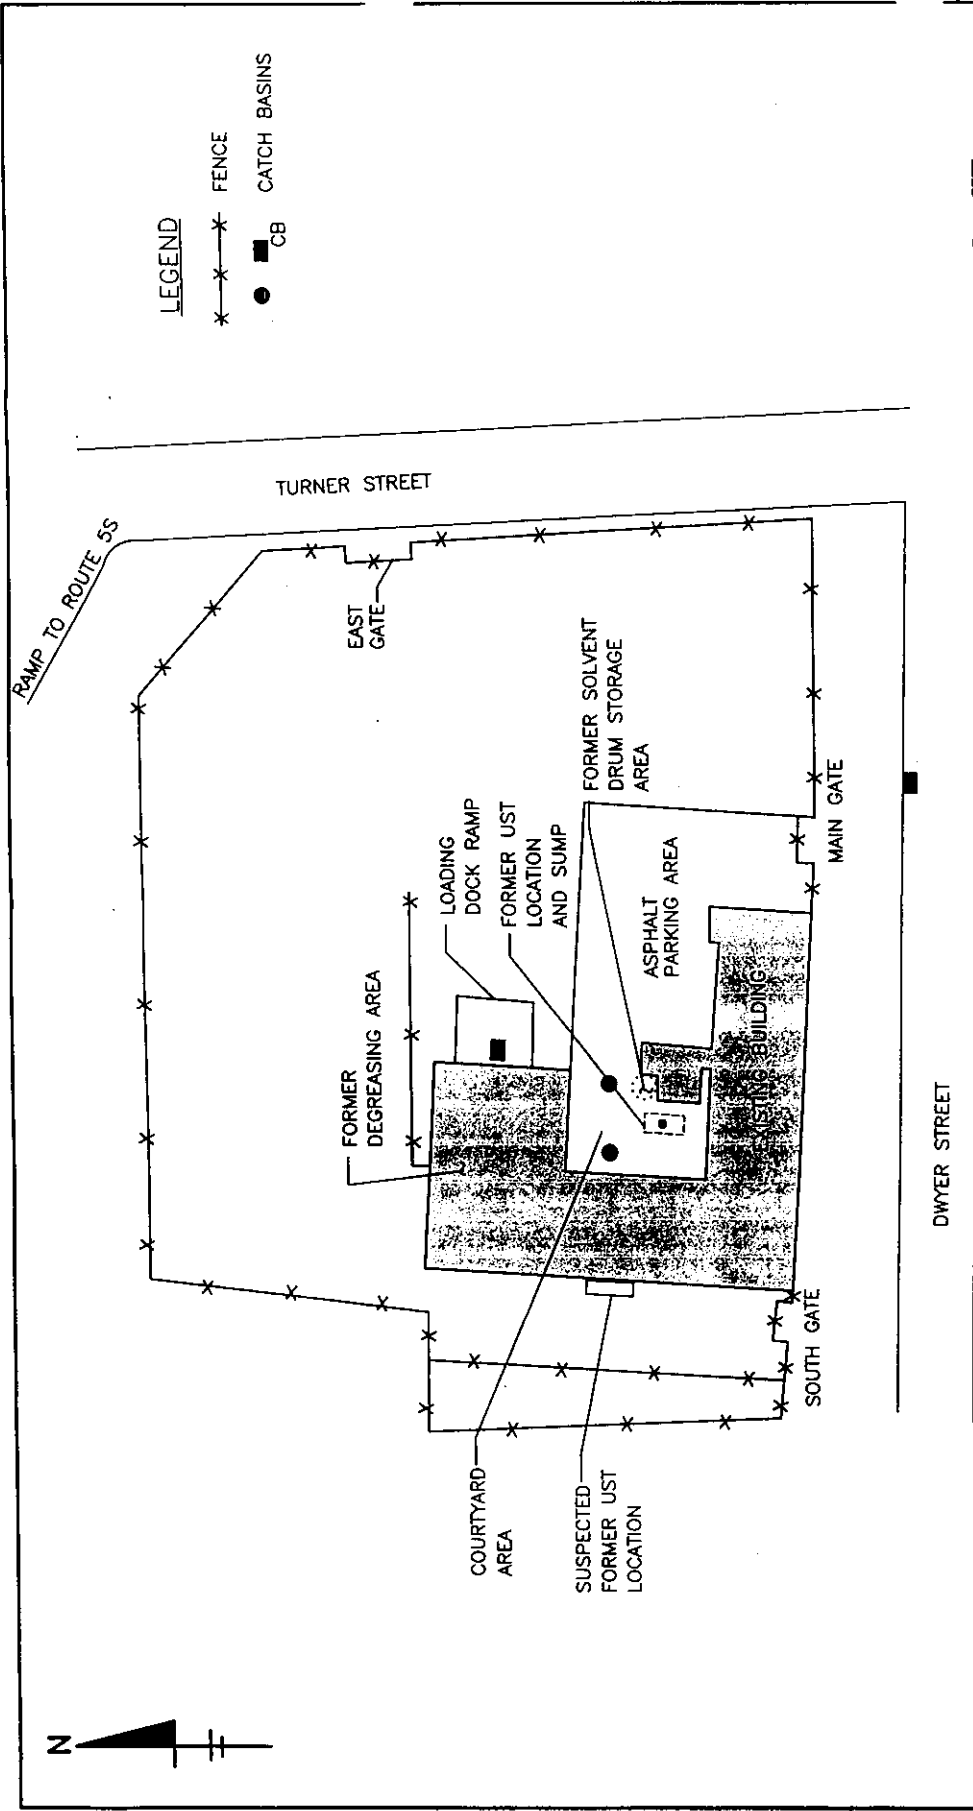 N
RAMP TO ROUTE 5S
LEGEND
FENCE
CB
CATCH BASINS
TURNER STREET
EAST
GATE
FORMER
DEGREASING AREA
LOADING
DOCK RAMP
FORMER UST
LOCATION
AND SUMP
FORMER SOLVENT
DRUM STORAGE
AREA
ASPHALT
PARKING AREA
EXISTING BUILDING
COURTYARD
AREA
SUSPECTED
FORMER UST
LOCATION
SOUTH GATE
MAIN GATE
DWYER STREET